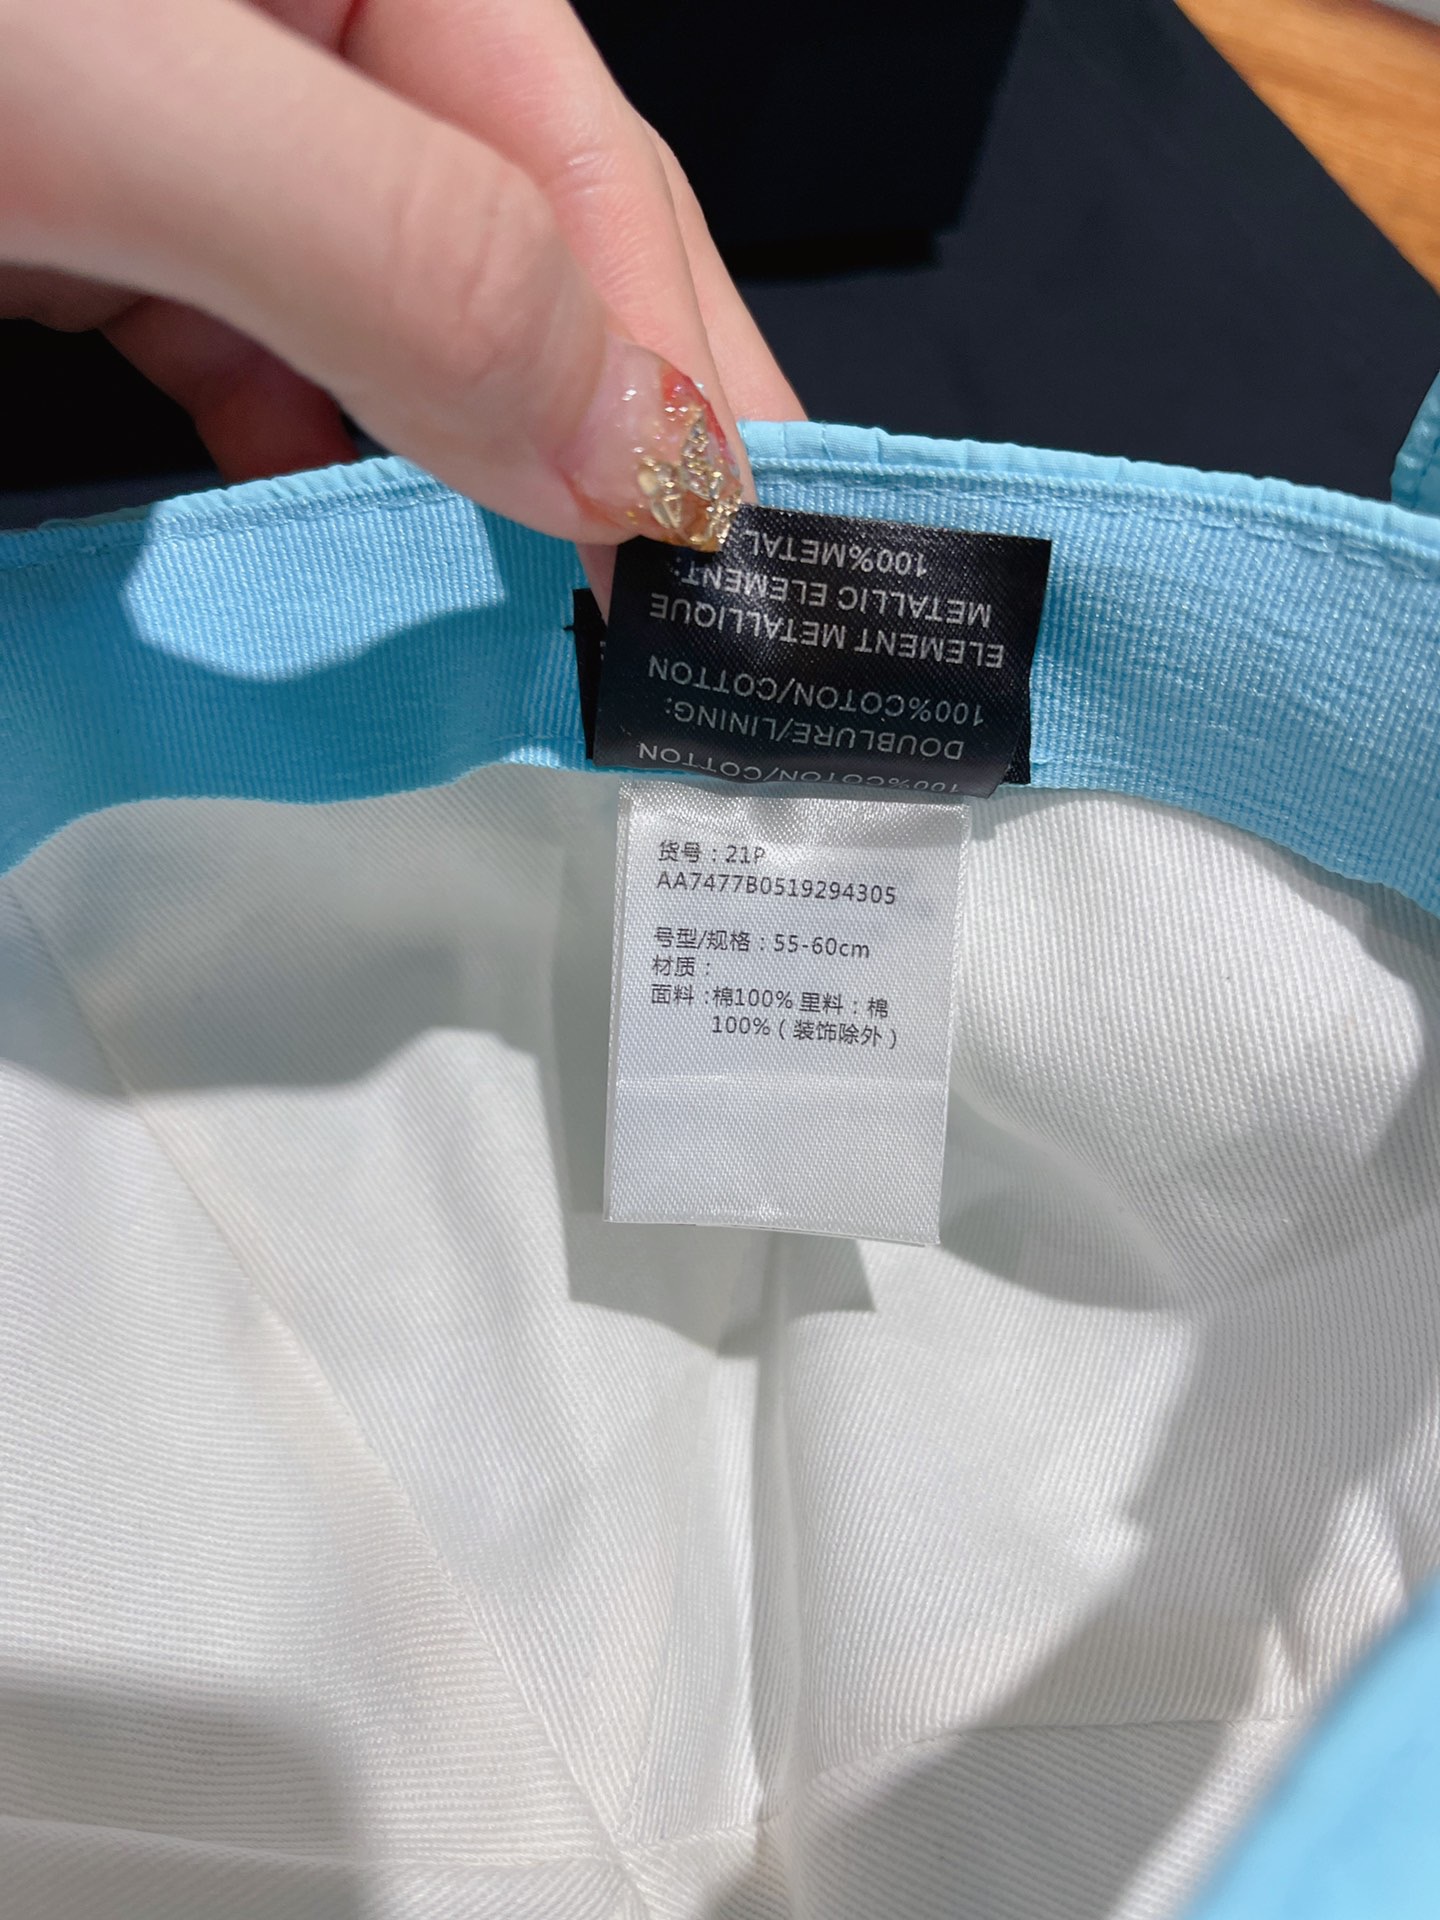 100%COTON/COTTON
DOUBLURE/LINING:
100%COTON/COTTON
ELEMENT METALLIQUE
METALLIC ELEMENT:
100%METAL
货号：21P
AA7477B0519294305
号型/规格：55-60cm
材质：
面料：棉100% 里料：棉
100%（装饰除外）